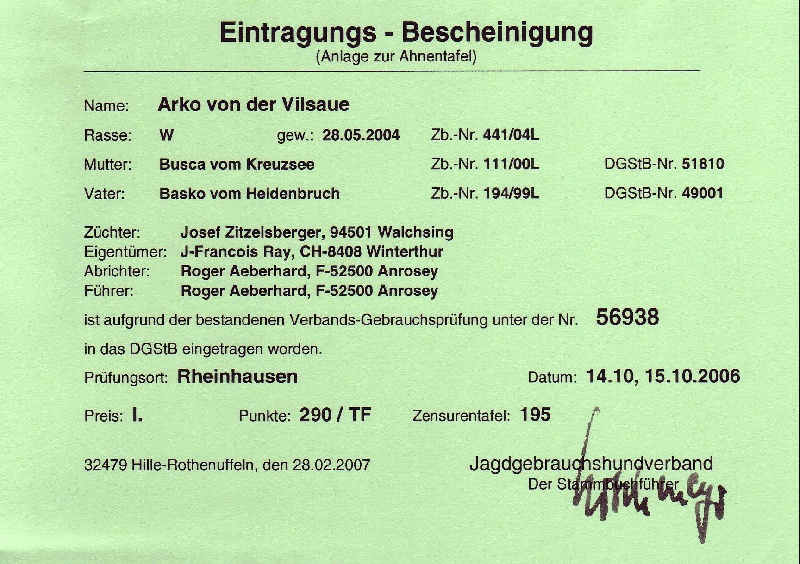 Eintragungs - Bescheinigung
(Anlage zur Ahnentafel)
Name: Arko von der Vilsaue
Rasse: W gew.: 28.05.2004 Zb.-Nr. 441/04L
Mutter: Busca vom Kreuzsee Zb.-Nr. 111/00L DGStB-Nr. 51810
Vater: Basko vom Heidenbruch Zb.-Nr. 194/99L DGStB-Nr. 49001
Züchter: Josef Zitzelsberger, 94501 Walchsing
Eigentümer: J-Francois Ray, CH-8408 Winterthur
Abrichter: Roger Aeberhard, F-52500 Anrosey
Führer: Roger Aeberhard, F-52500 Anrosey
ist aufgrund der bestandenen Verbands-Gebrauchsprüfung unter der Nr. 56938
in das DGStB eingetragen worden.
Prüfungsort: Rheinhausen Datum: 14.10, 15.10.2006
Preis: I. Punkte: 290 / TF Zensurentafel: 195
32479 Hille-Rothenuffeln, den 28.02.2007 Jagdgebrauchshundverband
Der Stammbuchführer